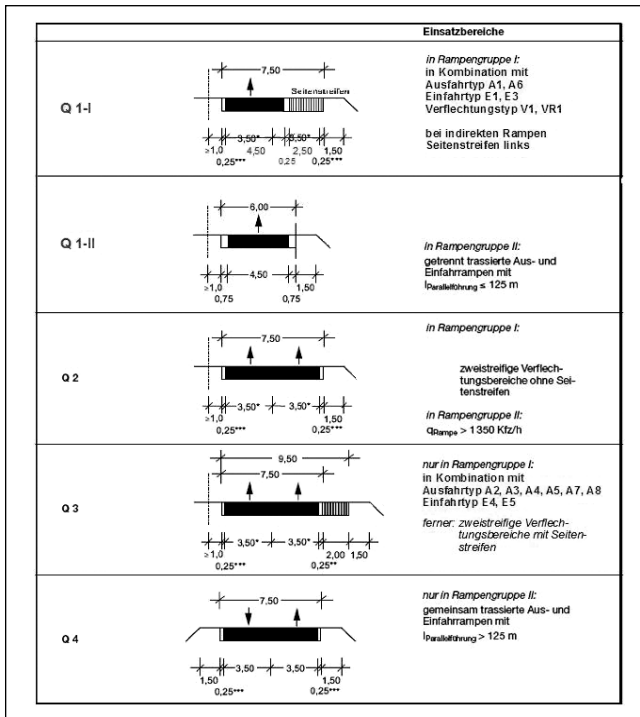 Einsatzbereiche
Q 1-I
7,50
Seitenstreifen
3,50* 3,50*
≥1,0 4,50 2,50 1,50
0,25*** 0,25 0,25***
in Rampengruppe I:
in Kombination mit
Ausfahrtyp A1, A6
Einfahrtyp E1, E3
Verflechtungstyp V1, VR1
bei indirekten Rampen
Seitenstreifen links
Q 1-II
6,00
4,50
≥1,0 1,50
0,75 0,75
in Rampengruppe II:
getrennt trassierte Aus- und
Einfahrrampen mit
lParallelführung ≤ 125 m
Q 2
7,50
3,50* 3,50*
≥1,0 1,50
0,25*** 0,25***
in Rampengruppe I:
zweistreifige Verflech-
tungsbereiche ohne Sei-
tenstreifen
in Rampengruppe II:
qRampe > 1350 Kfz/h
Q 3
9,50
7,50
3,50* 3,50*
≥1,0 2,00 1,50
0,25*** 0,25**
nur in Rampengruppe I:
in Kombination mit
Ausfahrtyp A2, A3, A4, A5, A7, A8
Einfahrtyp E4, E5
ferner: zweistreifige Verflech-
tungsbereiche mit Seiten-
streifen
Q 4
7,50
3,50 3,50
1,50 1,50
0,25*** 0,25***
nur in Rampengruppe II:
gemeinsam trassierte Aus- und
Einfahrrampen mit
lParallelführung > 125 m